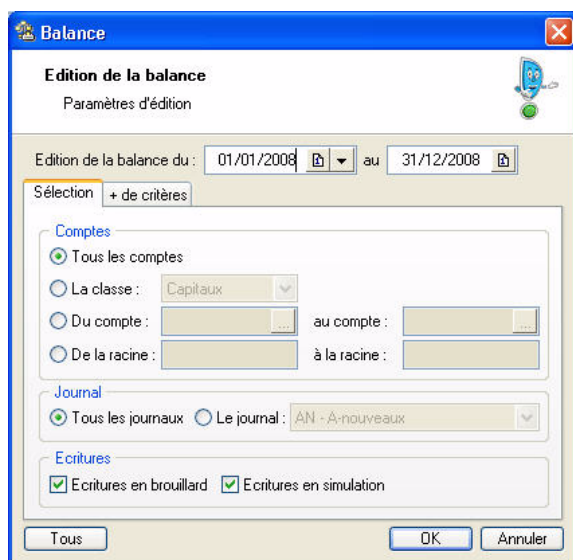 Balance
Edition de la balance
Paramètres d'édition
Edition de la balance du : 01/01/2008 au 31/12/2008
Sélection + de critères
Comptes
Tous les comptes
La classe : Capitaux
Du compte : ... au compte : ...
De la racine : à la racine :
Journal
Tous les journaux Le journal : AN - A-nouveaux
Ecritures
Ecritures en brouillard Ecritures en simulation
Tous OK Annuler